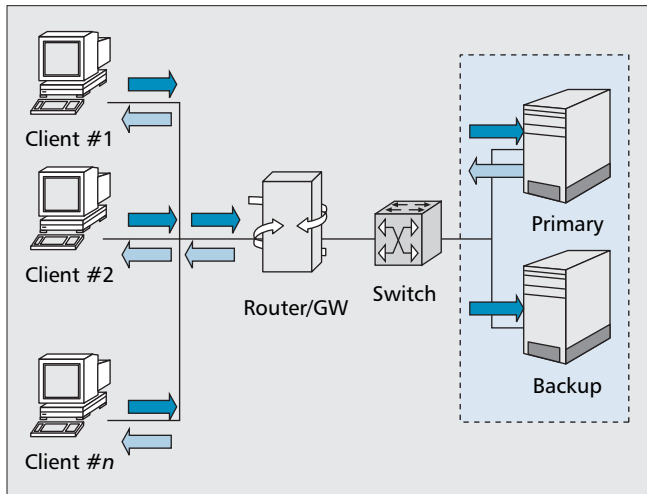 Client #1
Client #2
Client #n
Router/GW
Switch
Primary
Backup